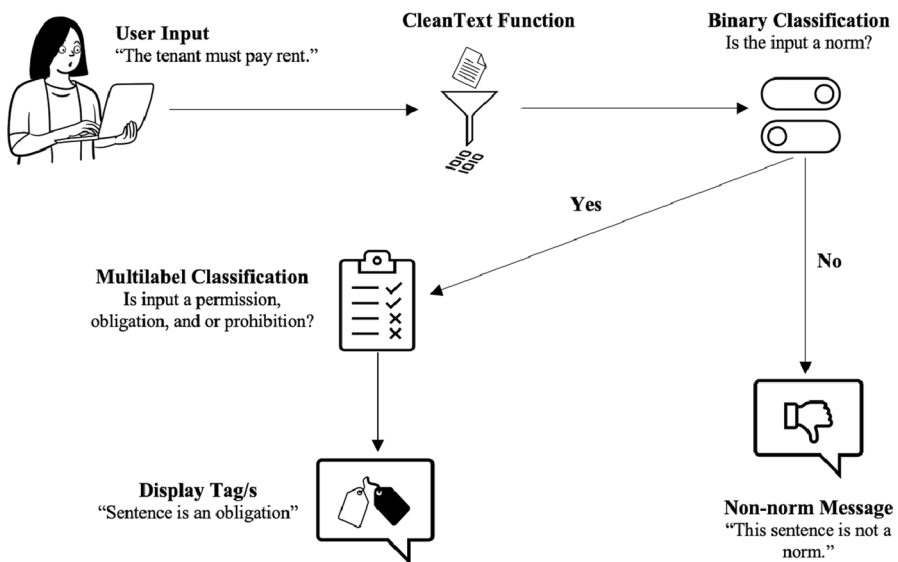 User Input
“The tenant must pay rent.”
CleanText Function
1010
1010
Binary Classification
Is the input a norm?
Yes
No
Multilabel Classification
Is input a permission,
obligation, and or prohibition?
Display Tag/s
“Sentence is an obligation”
Non-norm Message
“This sentence is not a
norm.”